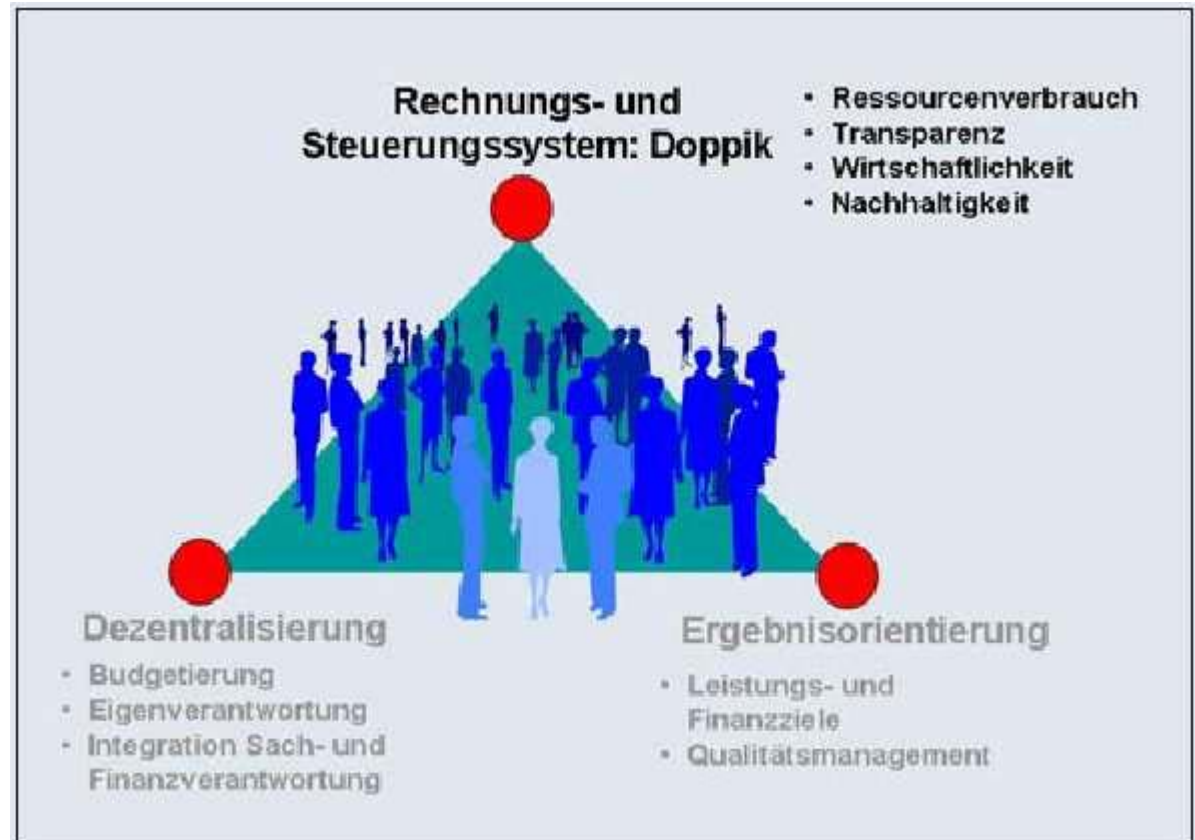 Rechnungs- und
Steuerungssystem: Doppik
• Ressourcenverbrauch
• Transparenz
• Wirtschaftlichkeit
• Nachhaltigkeit
Dezentralisierung
• Budgetierung
• Eigenverantwortung
• Integration Sach- und
Finanzverantwortung
Ergebnisorientierung
• Leistungs- und
Finanzziele
• Qualitätsmanagement